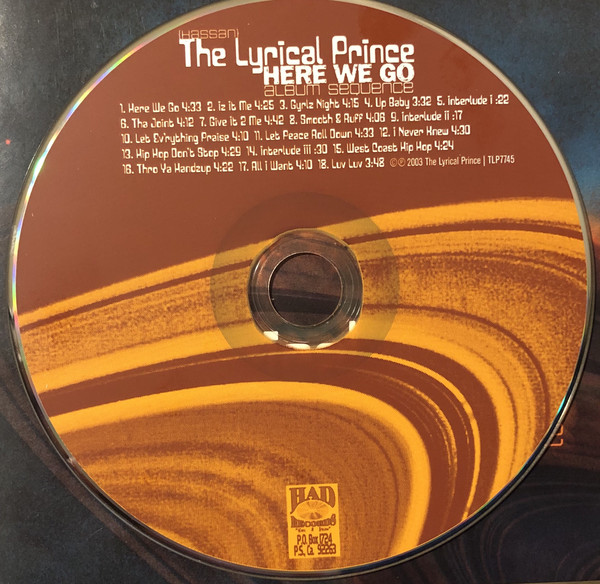 (Hassan)
The Lyrical Prince
HERE WE GO
album sequence
1. Here We Go 4:33 2. iz it Me 4:25 3. Gyrlz Night 4:15 4. Up Baby 3:32 5. interlude i :22
6. Tha Joint 4:12 7. Give it 2 Me 4:42 8. Smooth & Ruff 4:06 9. interlude ii :17
10. Let Ev'rything Praise 4:10 11. Let Peace Roll Down 4:33 12. i Never Knew 4:30
13. Hip Hop Don't Stop 4:29 14. interlude iii :30 15. West Coast Hip Hop 4:24
16. Thro Ya Handzup 4:22 17. All i Want 4:10 18. Luv Luv 3:48 ©℗ 2003 The Lyrical Prince | TLP7745
HAD
RECORDS
P.O. Box 1724
P.S., Ca. 92263